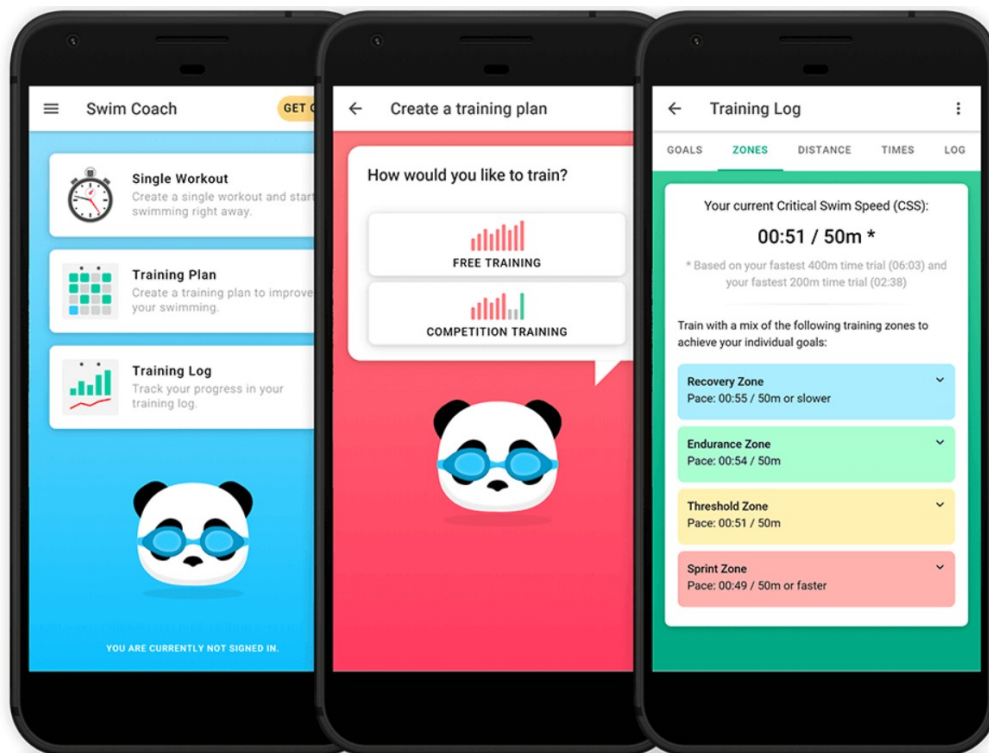 Swim Coach
GET
Single Workout
Create a single workout and start
swimming right away.
Training Plan
Create a training plan to improve
your swimming.
Training Log
Track your progress in your
training log.
YOU ARE CURRENTLY NOT SIGNED IN.
Create a training plan
How would you like to train?
FREE TRAINING
COMPETITION TRAINING
Training Log
GOALS ZONES DISTANCE TIMES LOG
Your current Critical Swim Speed (CSS):
00:51 / 50m *
* Based on your fastest 400m time trial (06:03) and
your fastest 200m time trial (02:38)
Train with a mix of the following training zones to
achieve your individual goals:
Recovery Zone
Pace: 00:55 / 50m or slower
Endurance Zone
Pace: 00:54 / 50m
Threshold Zone
Pace: 00:51 / 50m
Sprint Zone
Pace: 00:49 / 50m or faster